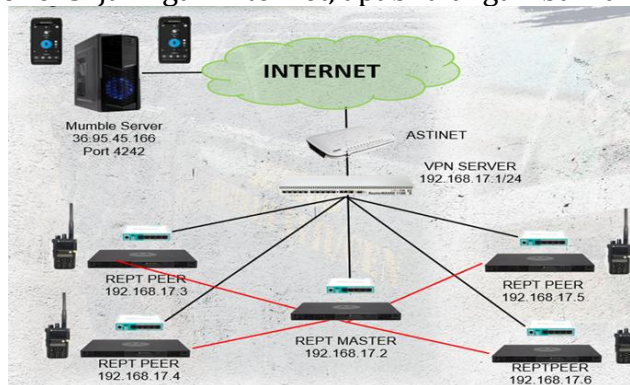 INTERNET
Mumble Server
36.95.45.166
Port 4242
ASTINET
VPN SERVER
192.168.17.1/24
REPT PEER
192.168.17.3
REPT PEER
192.168.17.5
REPT MASTER
192.168.17.2
REPT PEER
192.168.17.4
REPTPEER
192.168.17.6